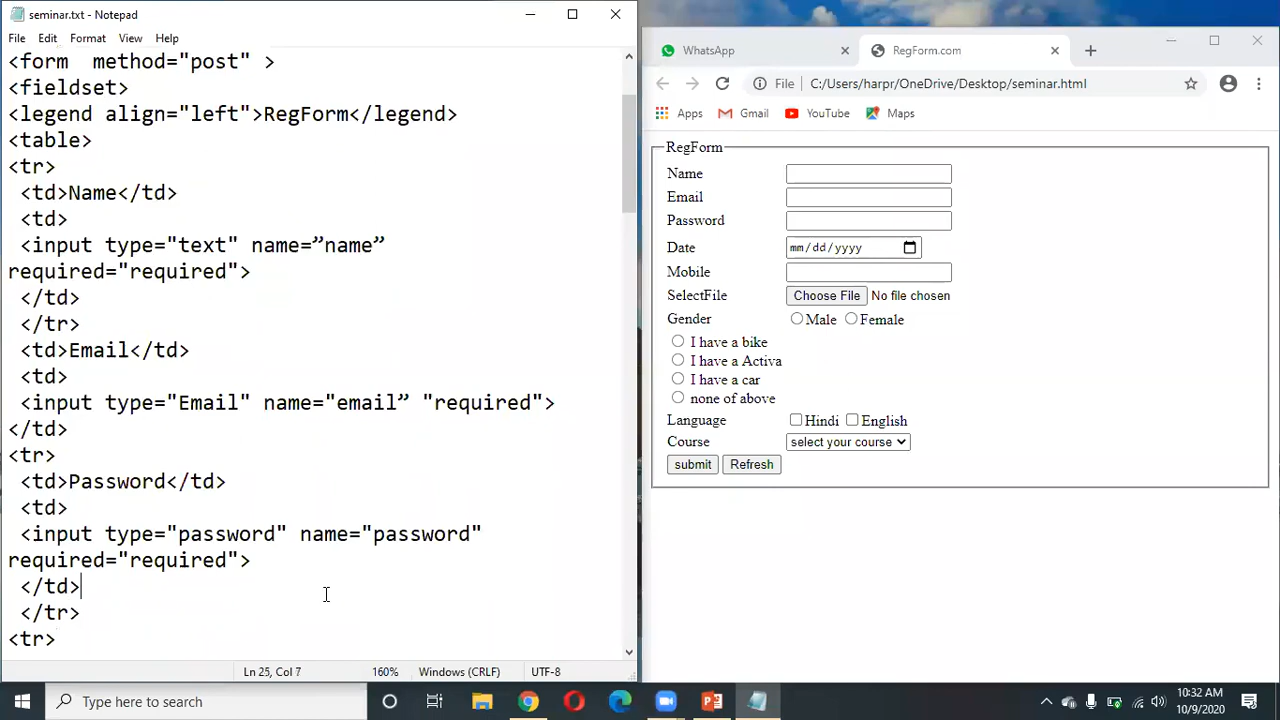 seminar.txt - Notepad
File Edit Format View Help
<form  method="post" >
<fieldset>
<legend align="left">RegForm</legend>
<table>
<tr>
 <td>Name</td>
 <td>
 <input type="text" name=”name”
required="required">
 </td>
 </tr>
 <td>Email</td>
 <td>
 <input type="Email" name="email” "required">
</td>
<tr>
 <td>Password</td>
 <td>
 <input type="password" name="password"
required="required">
 </td>
 </tr>
<tr>
Ln 25, Col 7 160% Windows (CRLF) UTF-8
WhatsApp RegForm.com
File C:/Users/harpr/OneDrive/Desktop/seminar.html
Apps Gmail YouTube Maps
RegForm
Name
Email
Password
Date mm/dd/yyyy
Mobile
SelectFile Choose File No file chosen
Gender Male Female
I have a bike
I have a Activa
I have a car
none of above
Language Hindi English
Course select your course
submit Refresh
Type here to search
10:32 AM
10/9/2020